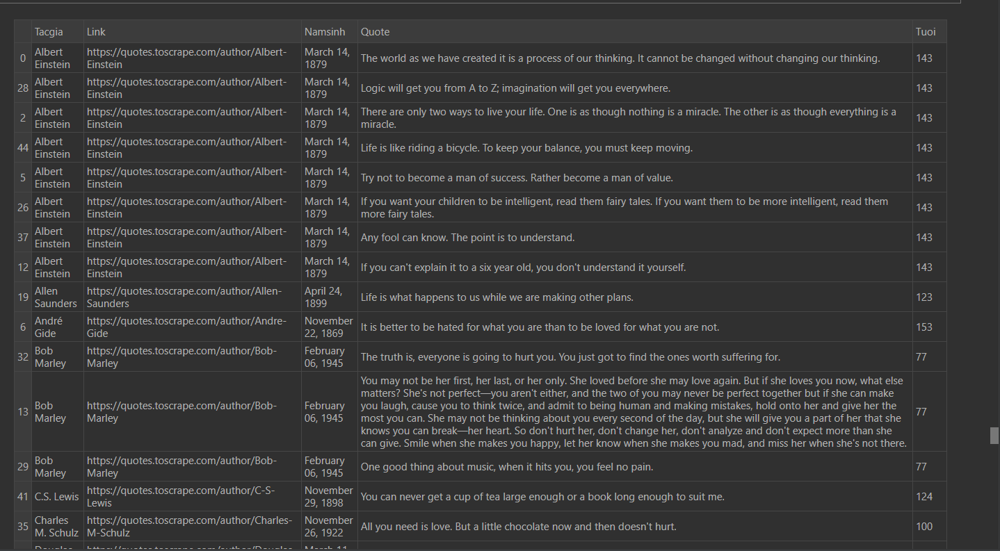 Tacgia Link Namsinh Quote Tuoi
0 Albert Einstein https://quotes.toscrape.com/author/Albert-Einstein March 14, 1879 The world as we have created it is a process of our thinking. It cannot be changed without changing our thinking. 143
28 Albert Einstein https://quotes.toscrape.com/author/Albert-Einstein March 14, 1879 Logic will get you from A to Z; imagination will get you everywhere. 143
2 Albert Einstein https://quotes.toscrape.com/author/Albert-Einstein March 14, 1879 There are only two ways to live your life. One is as though nothing is a miracle. The other is as though everything is a miracle. 143
44 Albert Einstein https://quotes.toscrape.com/author/Albert-Einstein March 14, 1879 Life is like riding a bicycle. To keep your balance, you must keep moving. 143
5 Albert Einstein https://quotes.toscrape.com/author/Albert-Einstein March 14, 1879 Try not to become a man of success. Rather become a man of value. 143
26 Albert Einstein https://quotes.toscrape.com/author/Albert-Einstein March 14, 1879 If you want your children to be intelligent, read them fairy tales. If you want them to be more intelligent, read them more fairy tales. 143
37 Albert Einstein https://quotes.toscrape.com/author/Albert-Einstein March 14, 1879 Any fool can know. The point is to understand. 143
12 Albert Einstein https://quotes.toscrape.com/author/Albert-Einstein March 14, 1879 If you can't explain it to a six year old, you don't understand it yourself. 143
19 Allen Saunders https://quotes.toscrape.com/author/Allen-Saunders April 24, 1899 Life is what happens to us while we are making other plans. 123
6 André Gide https://quotes.toscrape.com/author/Andre-Gide November 22, 1869 It is better to be hated for what you are than to be loved for what you are not. 153
32 Bob Marley https://quotes.toscrape.com/author/Bob-Marley February 06, 1945 The truth is, everyone is going to hurt you. You just got to find the ones worth suffering for. 77
13 Bob Marley https://quotes.toscrape.com/author/Bob-Marley February 06, 1945 You may not be her first, her last, or her only. She loved before she may love again. But if she loves you now, what else matters? She's not perfect—you aren't either, and the two of you may never be perfect together but if she can make you laugh, cause you to think twice, and admit to being human and making mistakes, hold onto her and give her the most you can. She may not be thinking about you every second of the day, but she will give you a part of her that she knows you can break—her heart. So don't hurt her, don't change her, don't analyze and don't expect more than she can give. Smile when she makes you happy, let her know when she makes you mad, and miss her when she's not there. 77
29 Bob Marley https://quotes.toscrape.com/author/Bob-Marley February 06, 1945 One good thing about music, when it hits you, you feel no pain. 77
41 C.S. Lewis https://quotes.toscrape.com/author/C-S-Lewis November 29, 1898 You can never get a cup of tea large enough or a book long enough to suit me. 124
35 Charles M. Schulz https://quotes.toscrape.com/author/Charles-M-Schulz November 26, 1922 All you need is love. But a little chocolate now and then doesn't hurt. 100